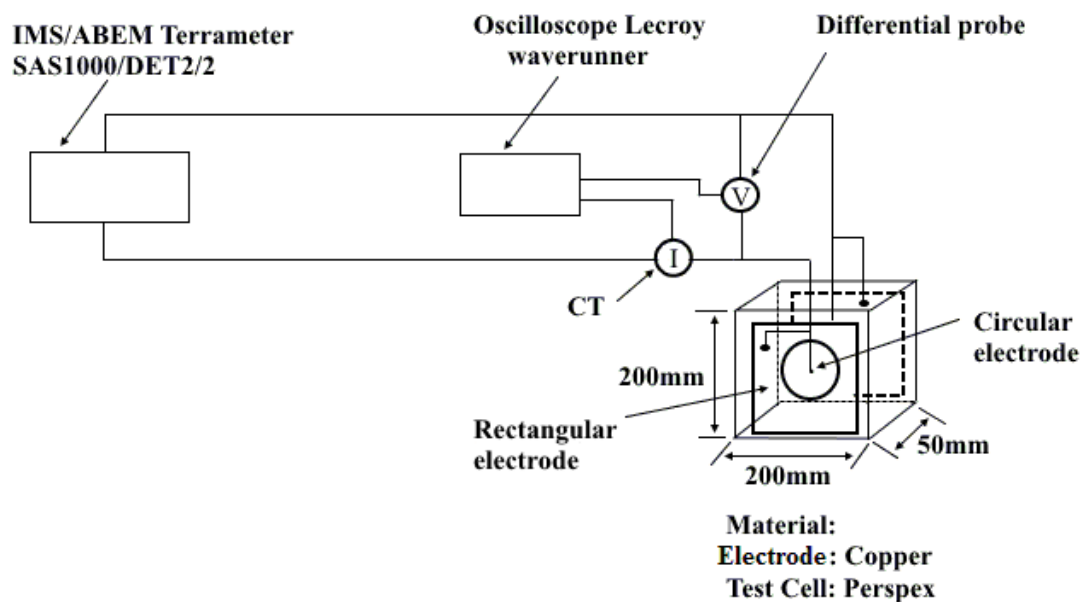 IMS/ABEM Terrameter
SAS1000/DET2/2
Oscilloscope Lecroy
waverunner
Differential probe
V
I
CT
Circular
electrode
200mm
Rectangular
electrode
50mm
200mm
Material:
Electrode: Copper
Test Cell: Perspex